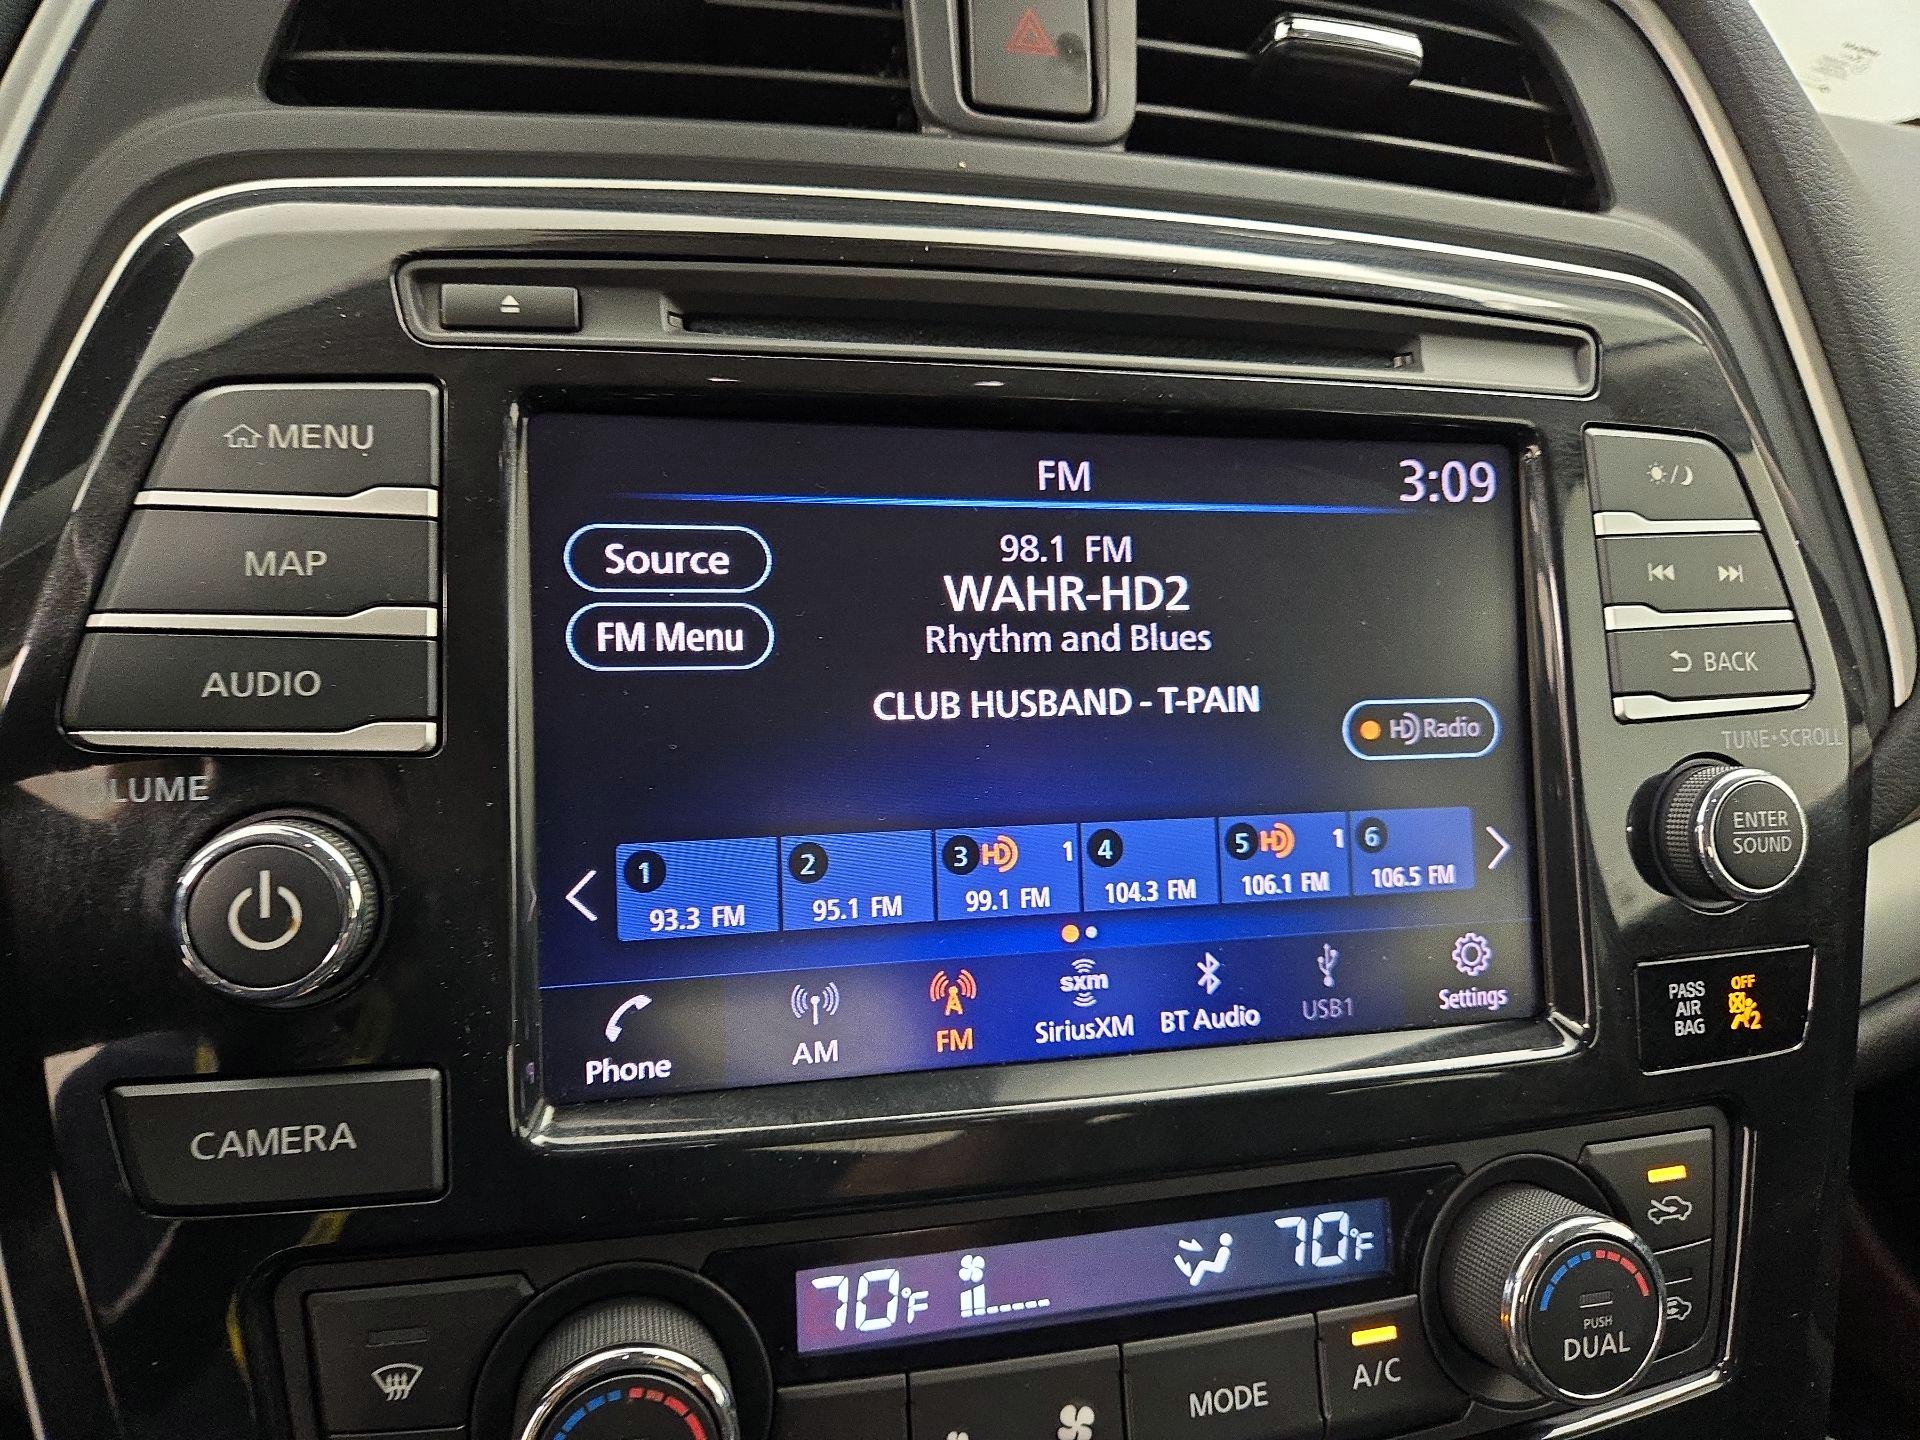 MENU
MAP
AUDIO
VOLUME
CAMERA
FM
3:09
Source
FM Menu
98.1 FM
WAHR-HD2
Rhythm and Blues
CLUB HUSBAND - T-PAIN
HD Radio
1
93.3 FM
2
95.1 FM
3 HD 1
99.1 FM
4
104.3 FM
5 HD 1
106.1 FM
6
106.5 FM
Phone
AM
FM
sxm
SiriusXM
BT Audio
USB1
Settings
BACK
TUNE•SCROLL
ENTER
SOUND
PASS
AIR
BAG
OFF
2
70°F
70°F
MODE
A/C
PUSH
DUAL